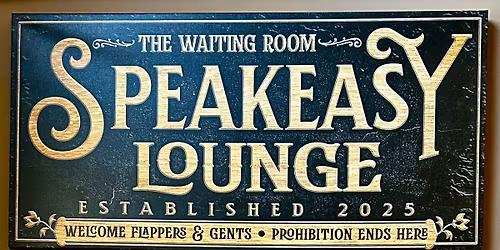 THE WAITING ROOM
SPEAKEASY
LOUNGE
ESTABLISHED 2025
WELCOME FLAPPERS & GENTS • PROHIBITION ENDS HERE